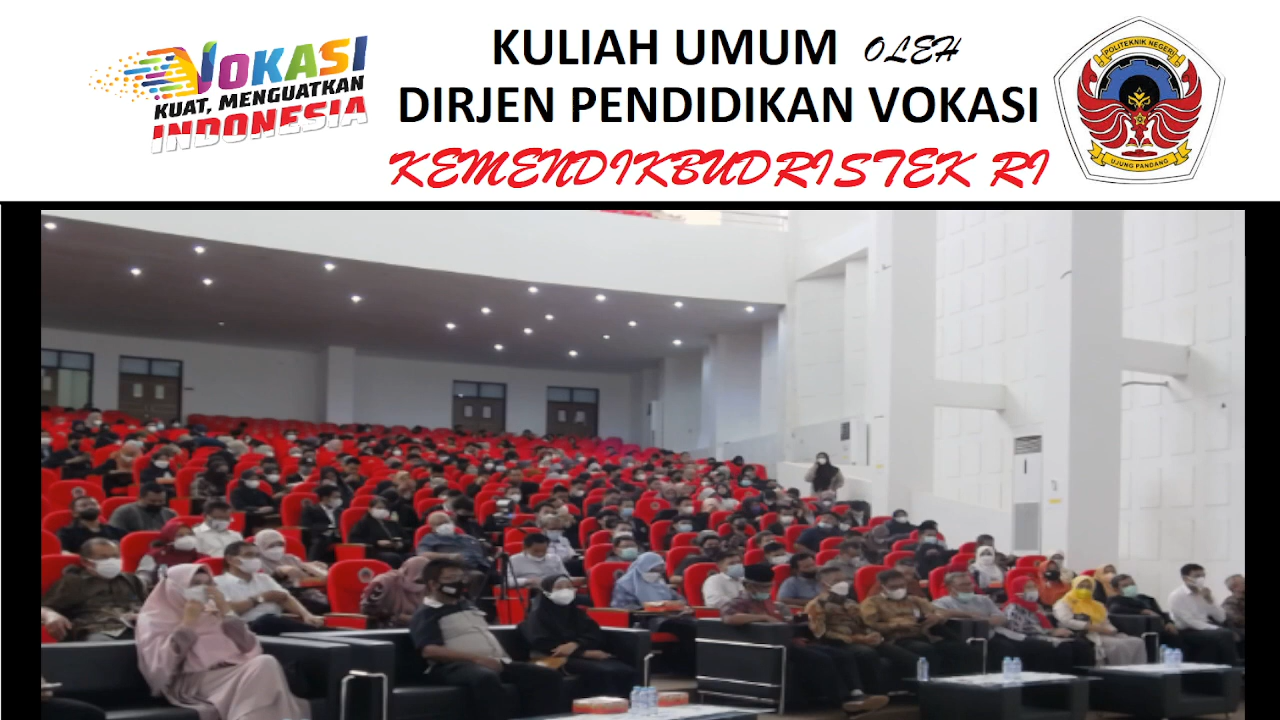 VOKASI
KUAT, MENGUATKAN
INDONESIA
KULIAH UMUM OLEH
DIRJEN PENDIDIKAN VOKASI
KEMENDIKBUDRISTEK RI
POLITEKNIK NEGERI
UJUNG PANDANG